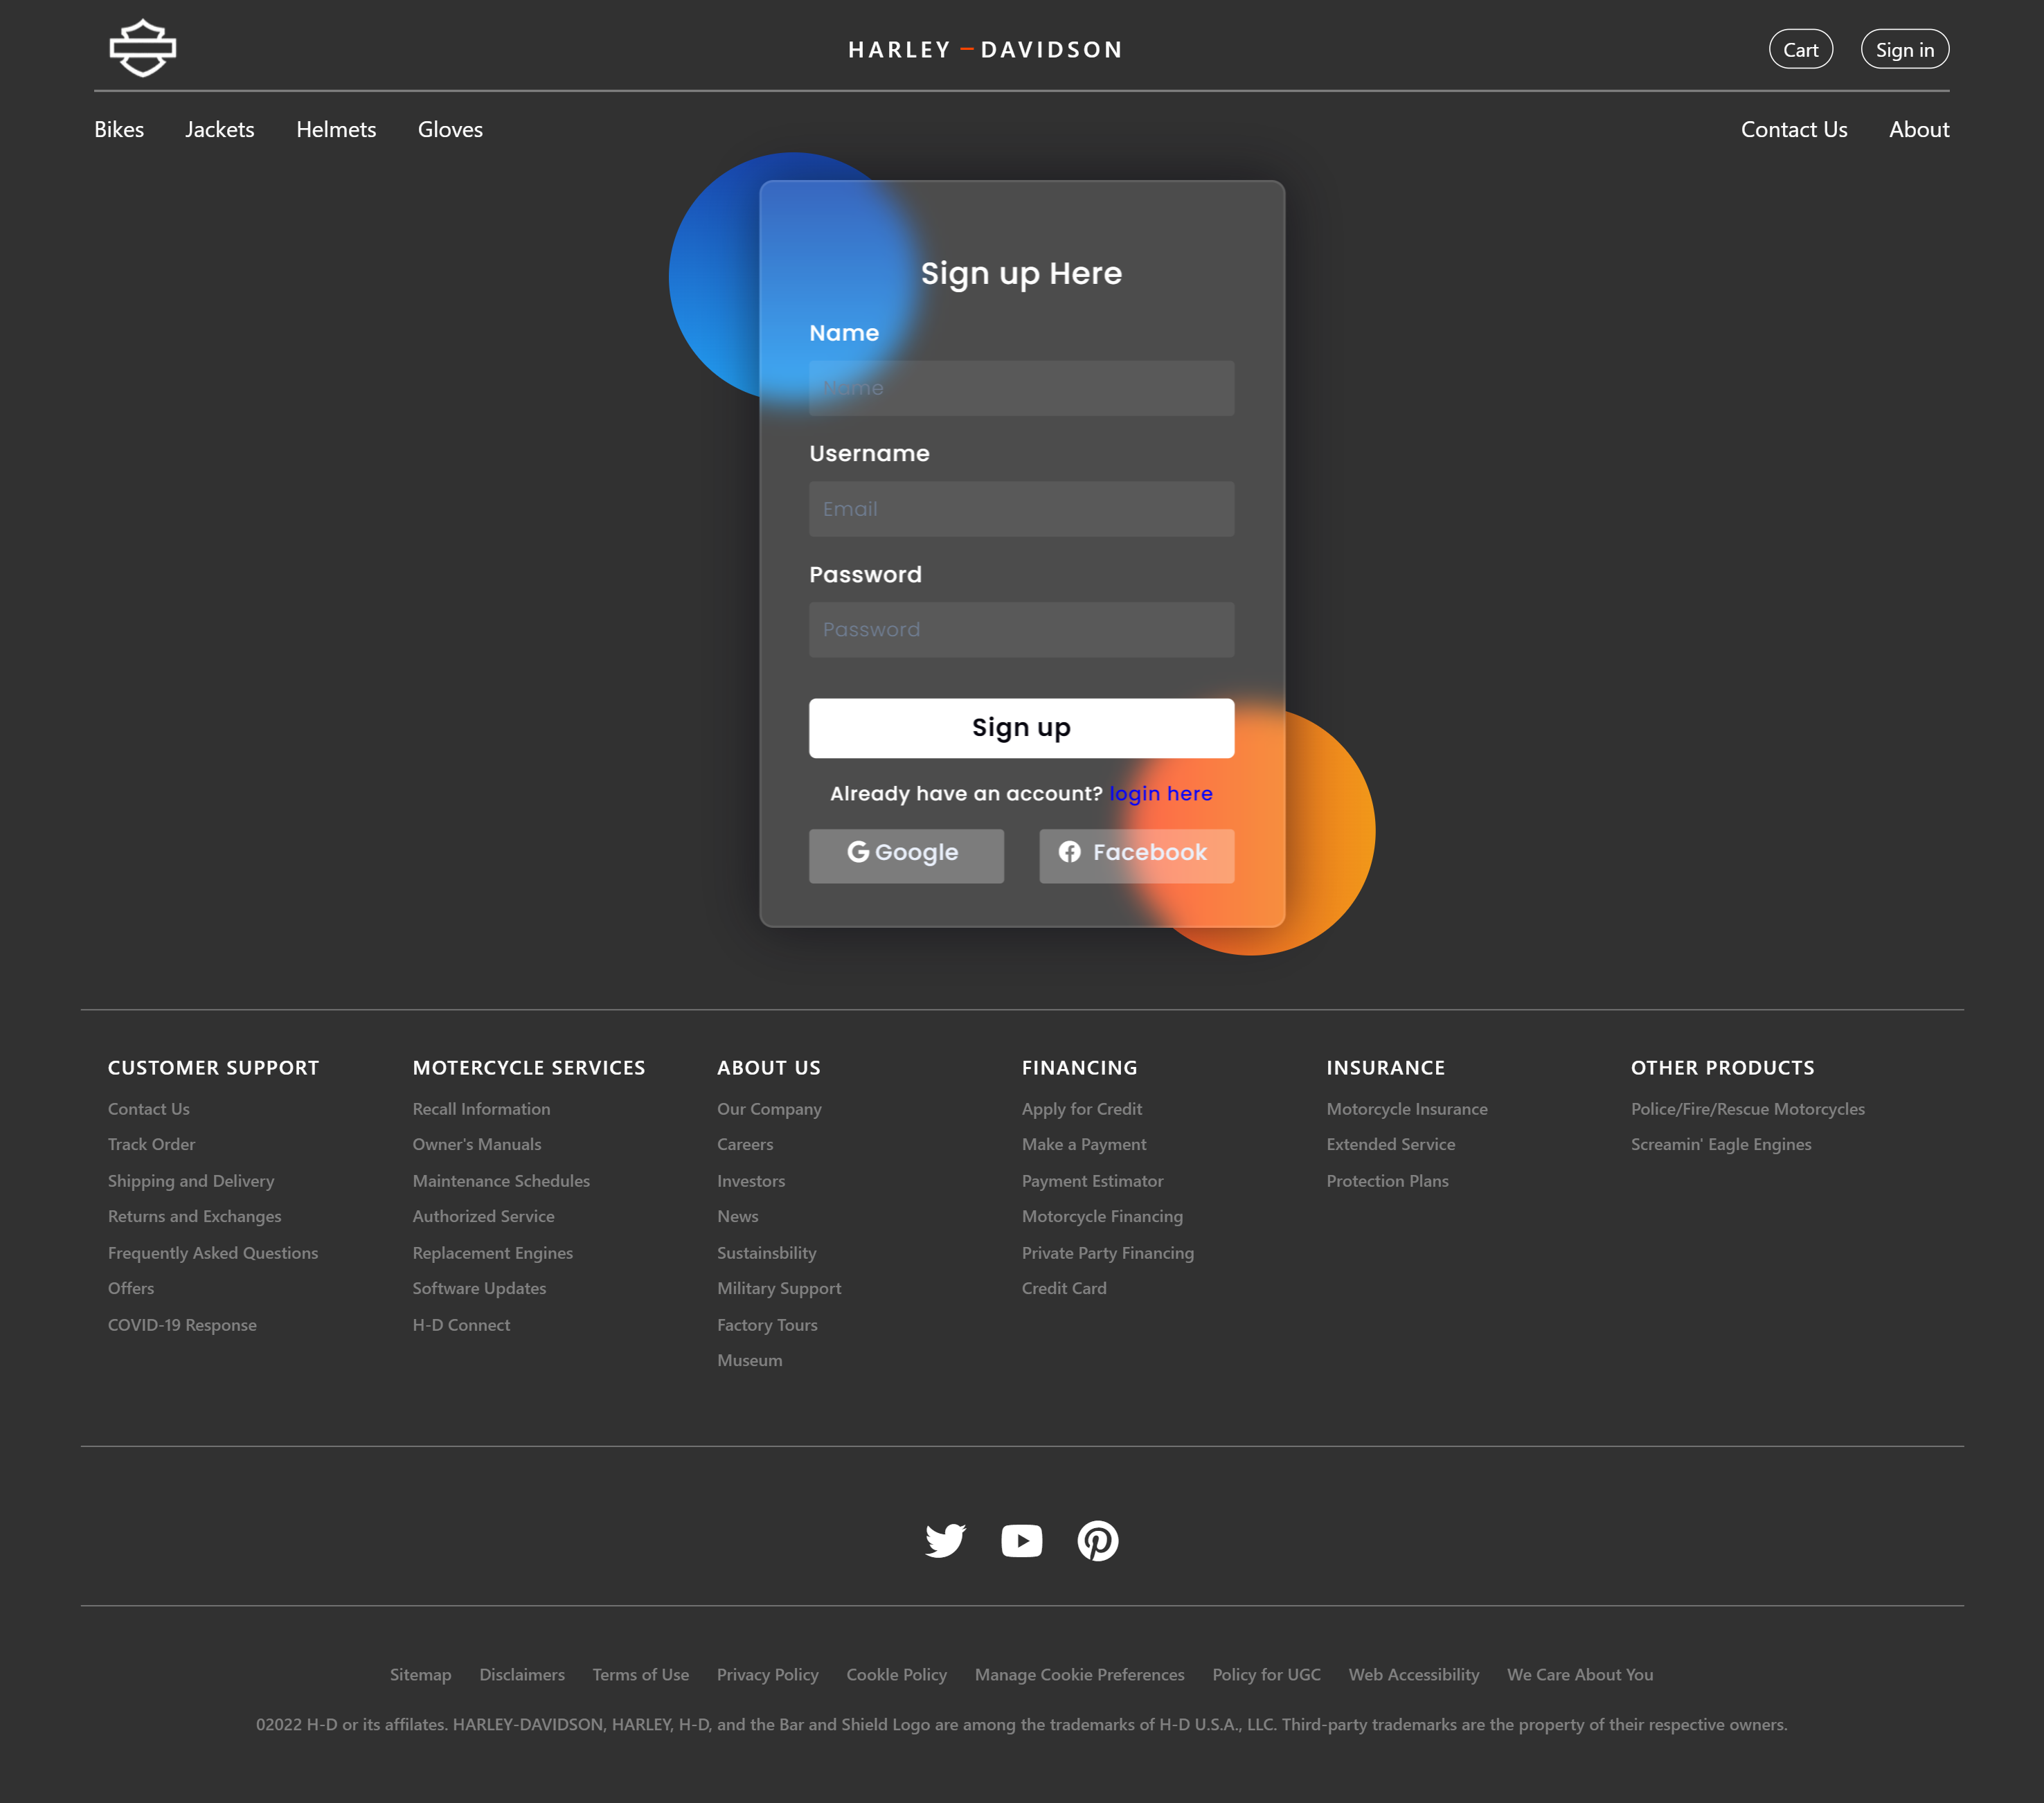 HARLEY – DAVIDSON
Cart
Sign in
Bikes
Jackets
Helmets
Gloves
Contact Us
About
Sign up Here
Name
Name
Username
Email
Password
Password
Sign up
Already have an account? login here
Google
Facebook
CUSTOMER SUPPORT
Contact Us
Track Order
Shipping and Delivery
Returns and Exchanges
Frequently Asked Questions
Offers
COVID-19 Response
MOTERCYCLE SERVICES
Recall Information
Owner's Manuals
Maintenance Schedules
Authorized Service
Replacement Engines
Software Updates
H-D Connect
ABOUT US
Our Company
Careers
Investors
News
Sustainsbility
Military Support
Factory Tours
Museum
FINANCING
Apply for Credit
Make a Payment
Payment Estimator
Motorcycle Financing
Private Party Financing
Credit Card
INSURANCE
Motorcycle Insurance
Extended Service
Protection Plans
OTHER PRODUCTS
Police/Fire/Rescue Motorcycles
Screamin' Eagle Engines
Sitemap
Disclaimers
Terms of Use
Privacy Policy
Cookle Policy
Manage Cookie Preferences
Policy for UGC
Web Accessibility
We Care About You
02022 H-D or its affilates. HARLEY-DAVIDSON, HARLEY, H-D, and the Bar and Shield Logo are among the trademarks of H-D U.S.A., LLC. Third-party trademarks are the property of their respective owners.